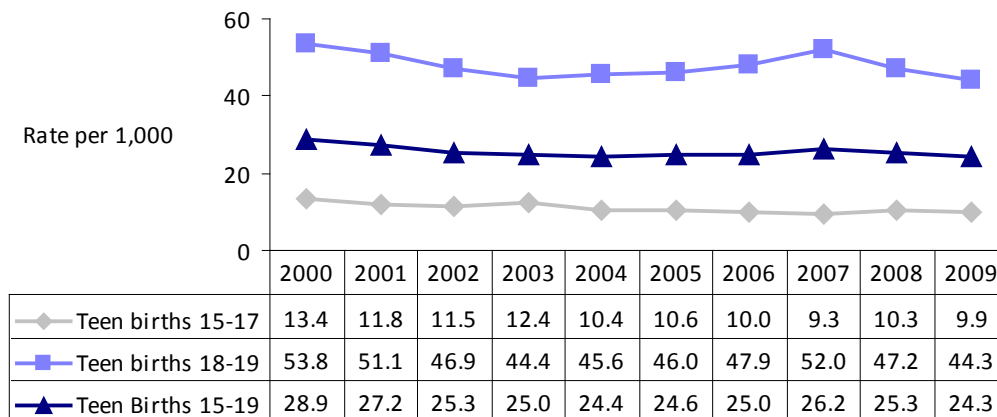 60
40
Rate per 1,000
20
0
2000 2001 2002 2003 2004 2005 2006 2007 2008 2009
Teen births 15-17 13.4 11.8 11.5 12.4 10.4 10.6 10.0 9.3 10.3 9.9
Teen births 18-19 53.8 51.1 46.9 44.4 45.6 46.0 47.9 52.0 47.2 44.3
Teen Births 15-19 28.9 27.2 25.3 25.0 24.4 24.6 25.0 26.2 25.3 24.3